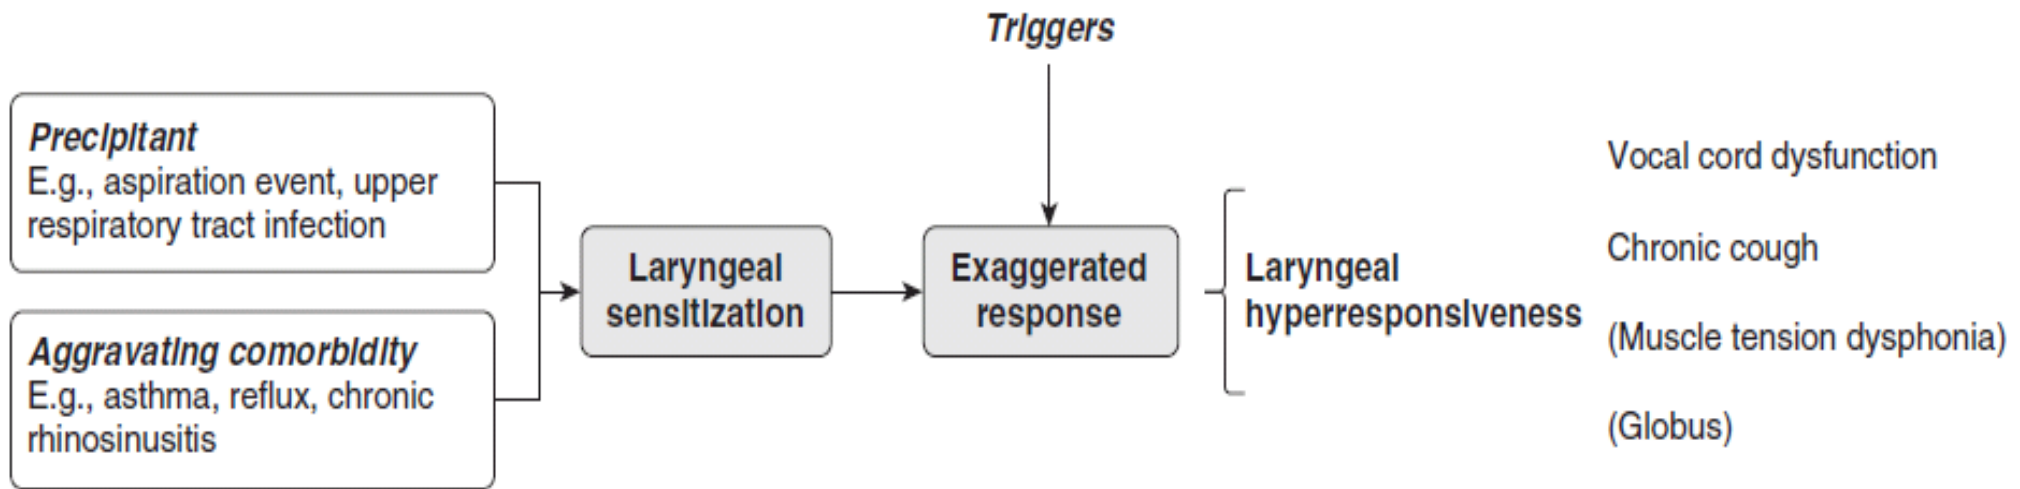 Triggers
Precipitant
E.g., aspiration event, upper
respiratory tract infection
Aggravating comorbidity
E.g., asthma, reflux, chronic
rhinosinusitis
Laryngeal
sensitization
Exaggerated
response
Laryngeal
hyperresponsiveness
Vocal cord dysfunction
Chronic cough
(Muscle tension dysphonia)
(Globus)